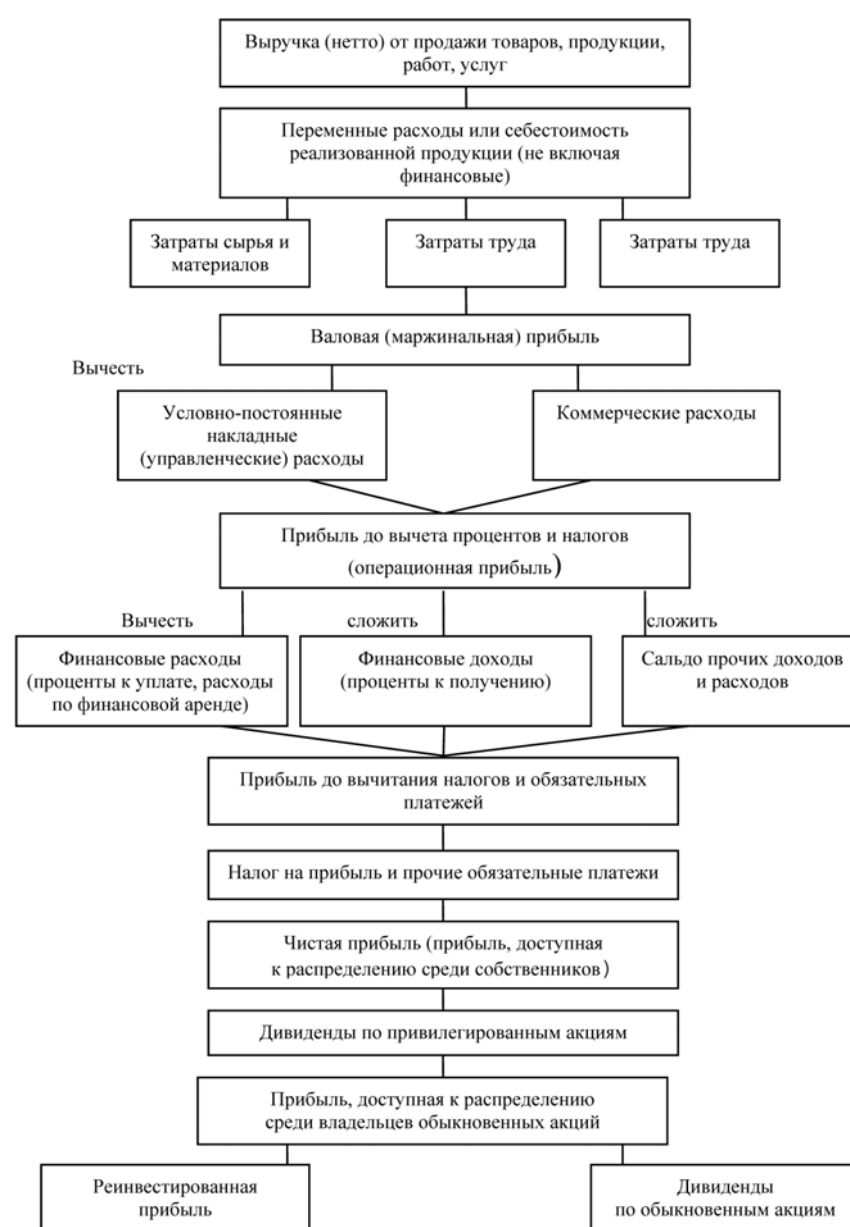 Выручка (нетто) от продажи товаров, продукции,
работ, услуг
Переменные расходы или себестоимость
реализованной продукции (не включая
финансовые)
Затраты сырья и
материалов
Затраты труда
Затраты труда
Валовая (маржинальная) прибыль
Вычесть
Условно-постоянные
накладные
(управленческие) расходы
Коммерческие расходы
Прибыль до вычета процентов и налогов
(операционная прибыль)
Вычесть
сложить
сложить
Финансовые расходы
(проценты к уплате, расходы
по финансовой аренде)
Финансовые доходы
(проценты к получению)
Сальдо прочих доходов
и расходов
Прибыль до вычитания налогов и обязательных
платежей
Налог на прибыль и прочие обязательные платежи
Чистая прибыль (прибыль, доступная
к распределению среди собственников)
Дивиденды по привилегированным акциям
Прибыль, доступная к распределению
среди владельцев обыкновенных акций
Реинвестированная
прибыль
Дивиденды
по обыкновенным акциям